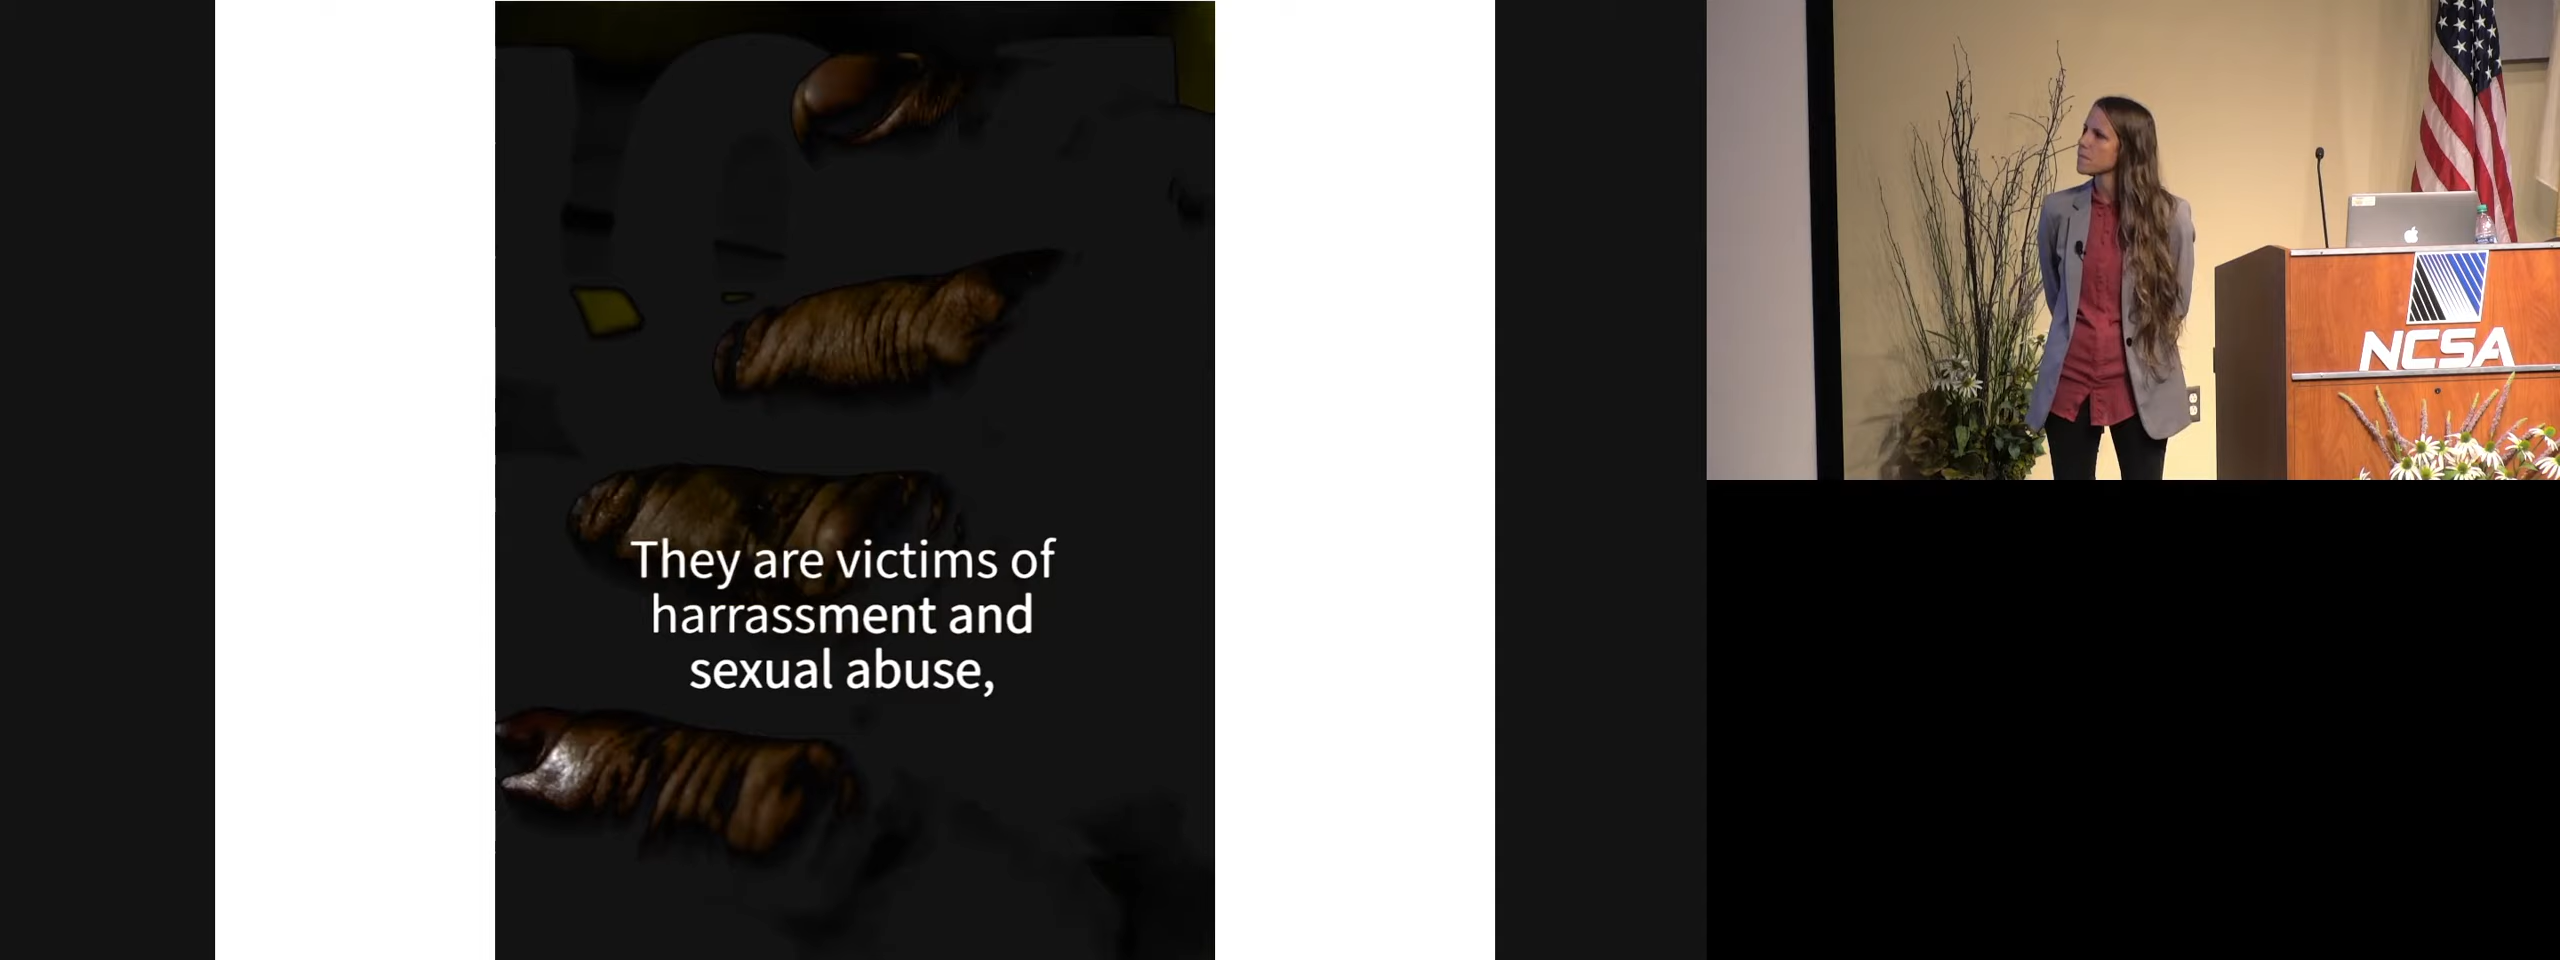 They are victims of
harrassment and
sexual abuse,
NCSA